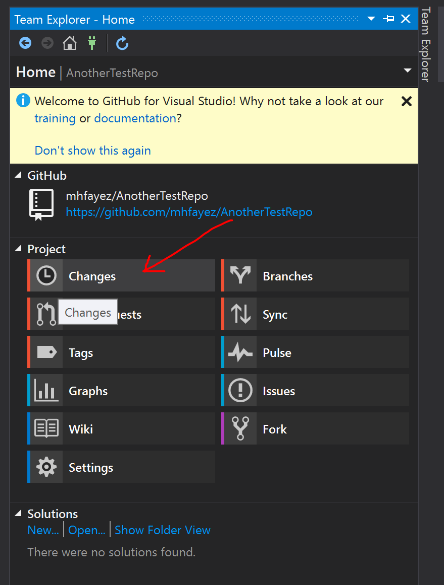 Team Explorer - Home
Team Explorer
Home | AnotherTestRepo
Welcome to GitHub for Visual Studio! Why not take a look at our
training or documentation?
Don't show this again
GitHub
mhfayez/AnotherTestRepo
https://github.com/mhfayez/AnotherTestRepo
Project
Changes
Branches
Changes
uests
Sync
Tags
Pulse
Graphs
Issues
Wiki
Fork
Settings
Solutions
New... | Open... | Show Folder View
There were no solutions found.